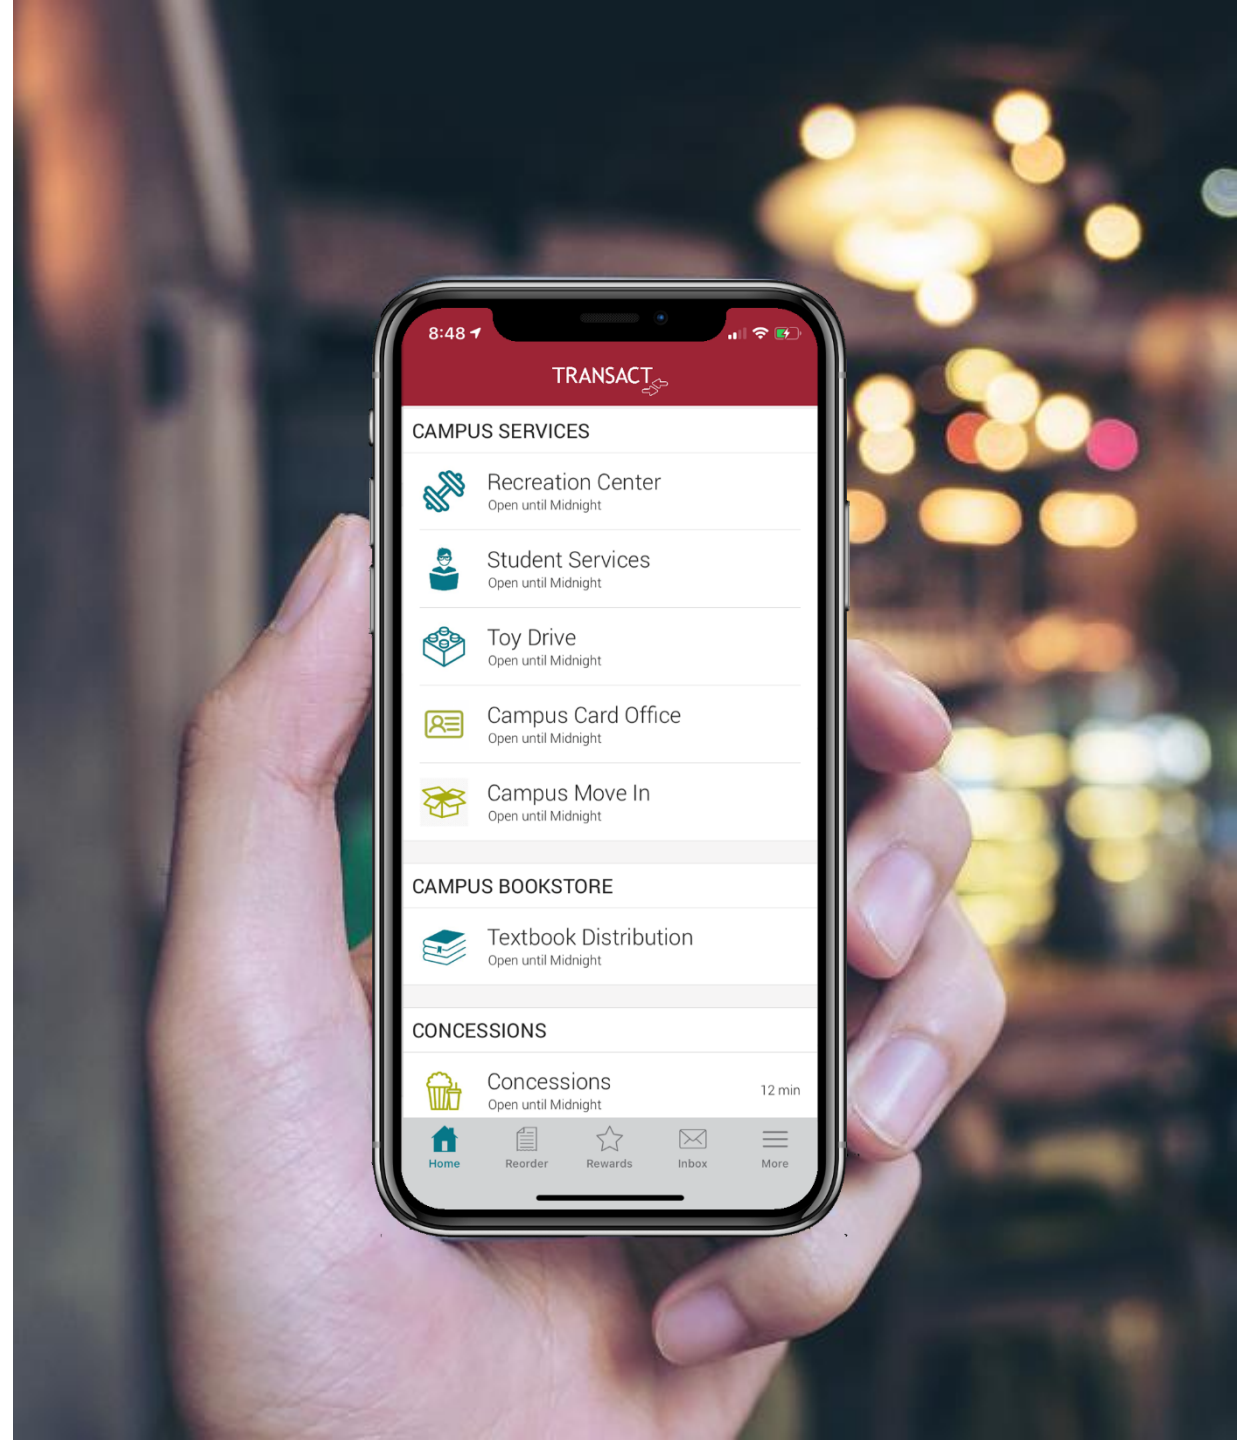 8:48
TRANSACT
CAMPUS SERVICES
Recreation Center
Open until Midnight
Student Services
Open until Midnight
Toy Drive
Open until Midnight
Campus Card Office
Open until Midnight
Campus Move In
Open until Midnight
CAMPUS BOOKSTORE
Textbook Distribution
Open until Midnight
CONCESSIONS
Concessions
12 min
Open until Midnight
Home
Reorder
Rewards
Inbox
More